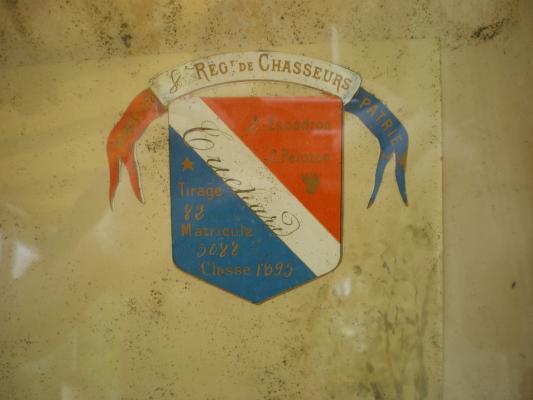 Régt DE CHASSEURS
PATRIE
Escadron
Peloton
Tirage
82
Matricule
3088
Classe 1895